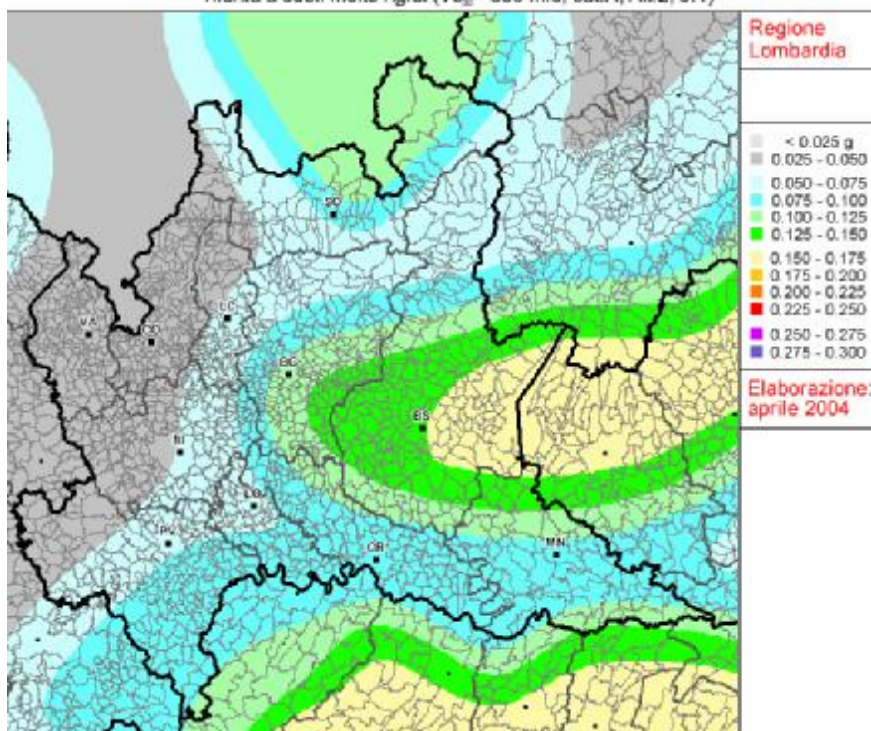 Regione
Lombardia
< 0.025 g
0.025 - 0.050
0.050 - 0.075
0.075 - 0.100
0.100 - 0.125
0.125 - 0.150
0.150 - 0.175
0.175 - 0.200
0.200 - 0.225
0.225 - 0.250
0.250 - 0.275
0.275 - 0.300
Elaborazione:
aprile 2004
SO
VA
CO
LC
BG
BS
MI
LO
PV
CR
MN